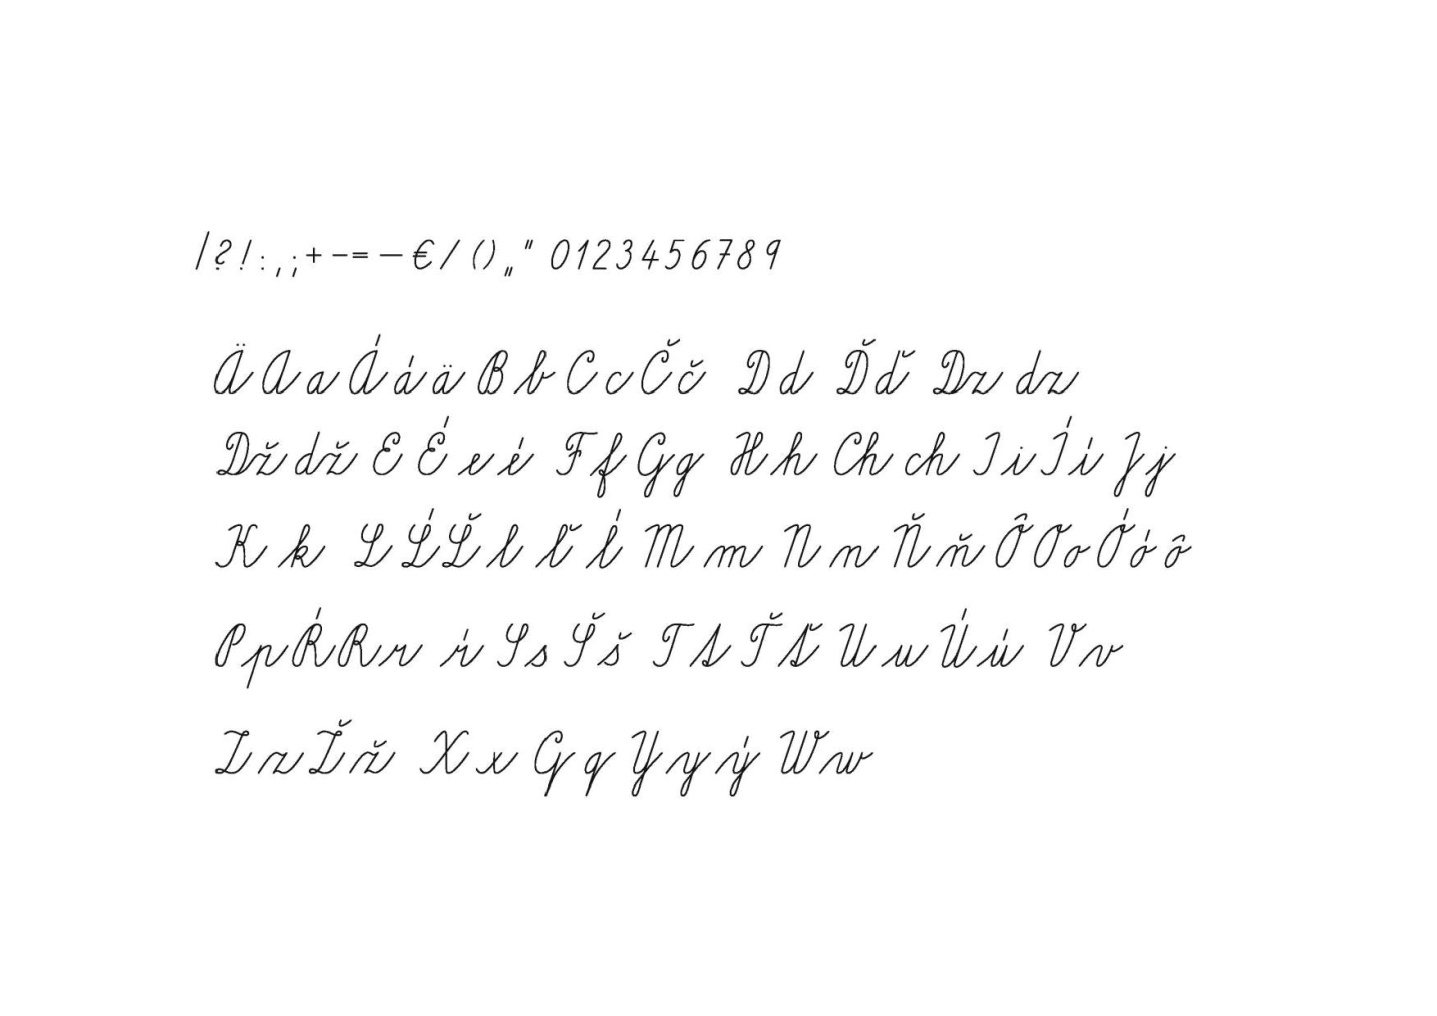 |?!:,;+-=—€/()„" 0123456789
Ä A a Á á ä B b C c Č č D d Ď ď Dz dz
Dž dž E É e é F f G g H h Ch ch I i Í í J j
K k L Ĺ Ľ l ľ ĺ M m N n Ň ň Ô O o Ó ó ô
P p Ŕ R r ŕ S s Š š T t Ť ť U u Ú ú V v
Z z Ž ž X x Q q Y y ý W w